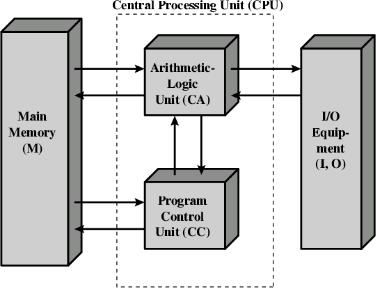 Central Processing Unit (CPU)
Arithmetic-
Logic
Unit (CA)
Main
Memory
(M)
I/O
Equip-
ment
(I, O)
Program
Control
Unit (CC)